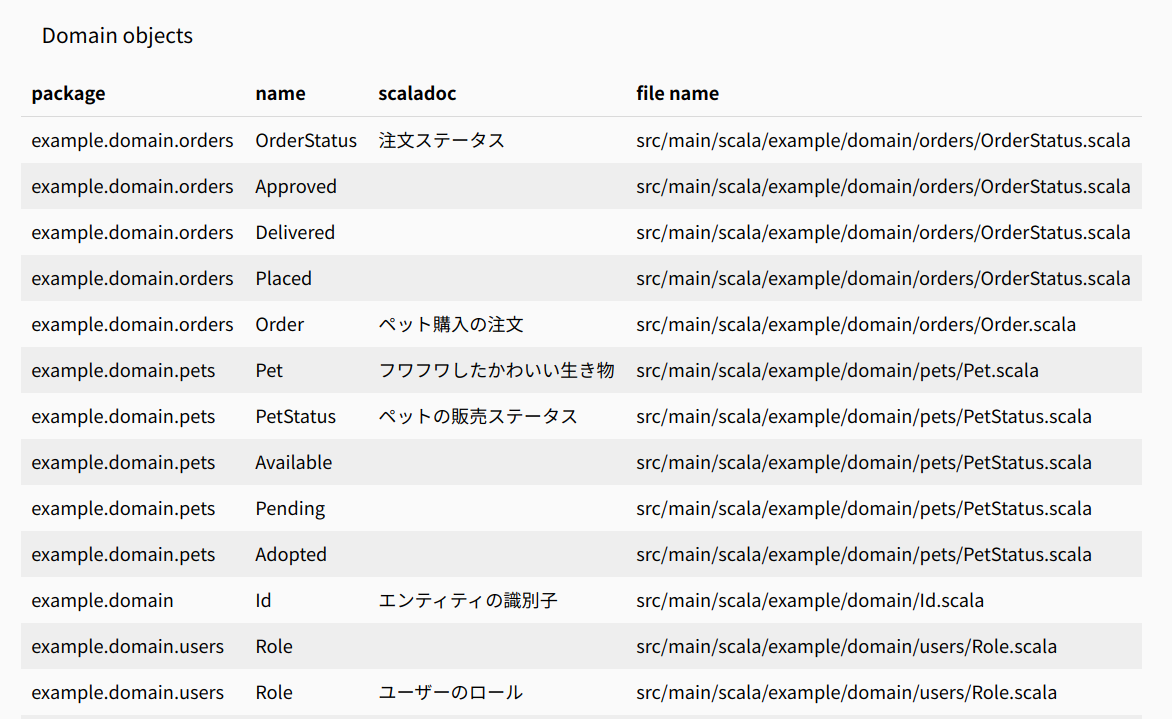 Domain objects
package name scaladoc file name
example.domain.orders OrderStatus 注文ステータス src/main/scala/example/domain/orders/OrderStatus.scala
example.domain.orders Approved src/main/scala/example/domain/orders/OrderStatus.scala
example.domain.orders Delivered src/main/scala/example/domain/orders/OrderStatus.scala
example.domain.orders Placed src/main/scala/example/domain/orders/OrderStatus.scala
example.domain.orders Order ペット購入の注文 src/main/scala/example/domain/orders/Order.scala
example.domain.pets Pet フワフワしたかわいい生き物 src/main/scala/example/domain/pets/Pet.scala
example.domain.pets PetStatus ペットの販売ステータス src/main/scala/example/domain/pets/PetStatus.scala
example.domain.pets Available src/main/scala/example/domain/pets/PetStatus.scala
example.domain.pets Pending src/main/scala/example/domain/pets/PetStatus.scala
example.domain.pets Adopted src/main/scala/example/domain/pets/PetStatus.scala
example.domain Id エンティティの識別子 src/main/scala/example/domain/Id.scala
example.domain.users Role src/main/scala/example/domain/users/Role.scala
example.domain.users Role ユーザーのロール src/main/scala/example/domain/users/Role.scala